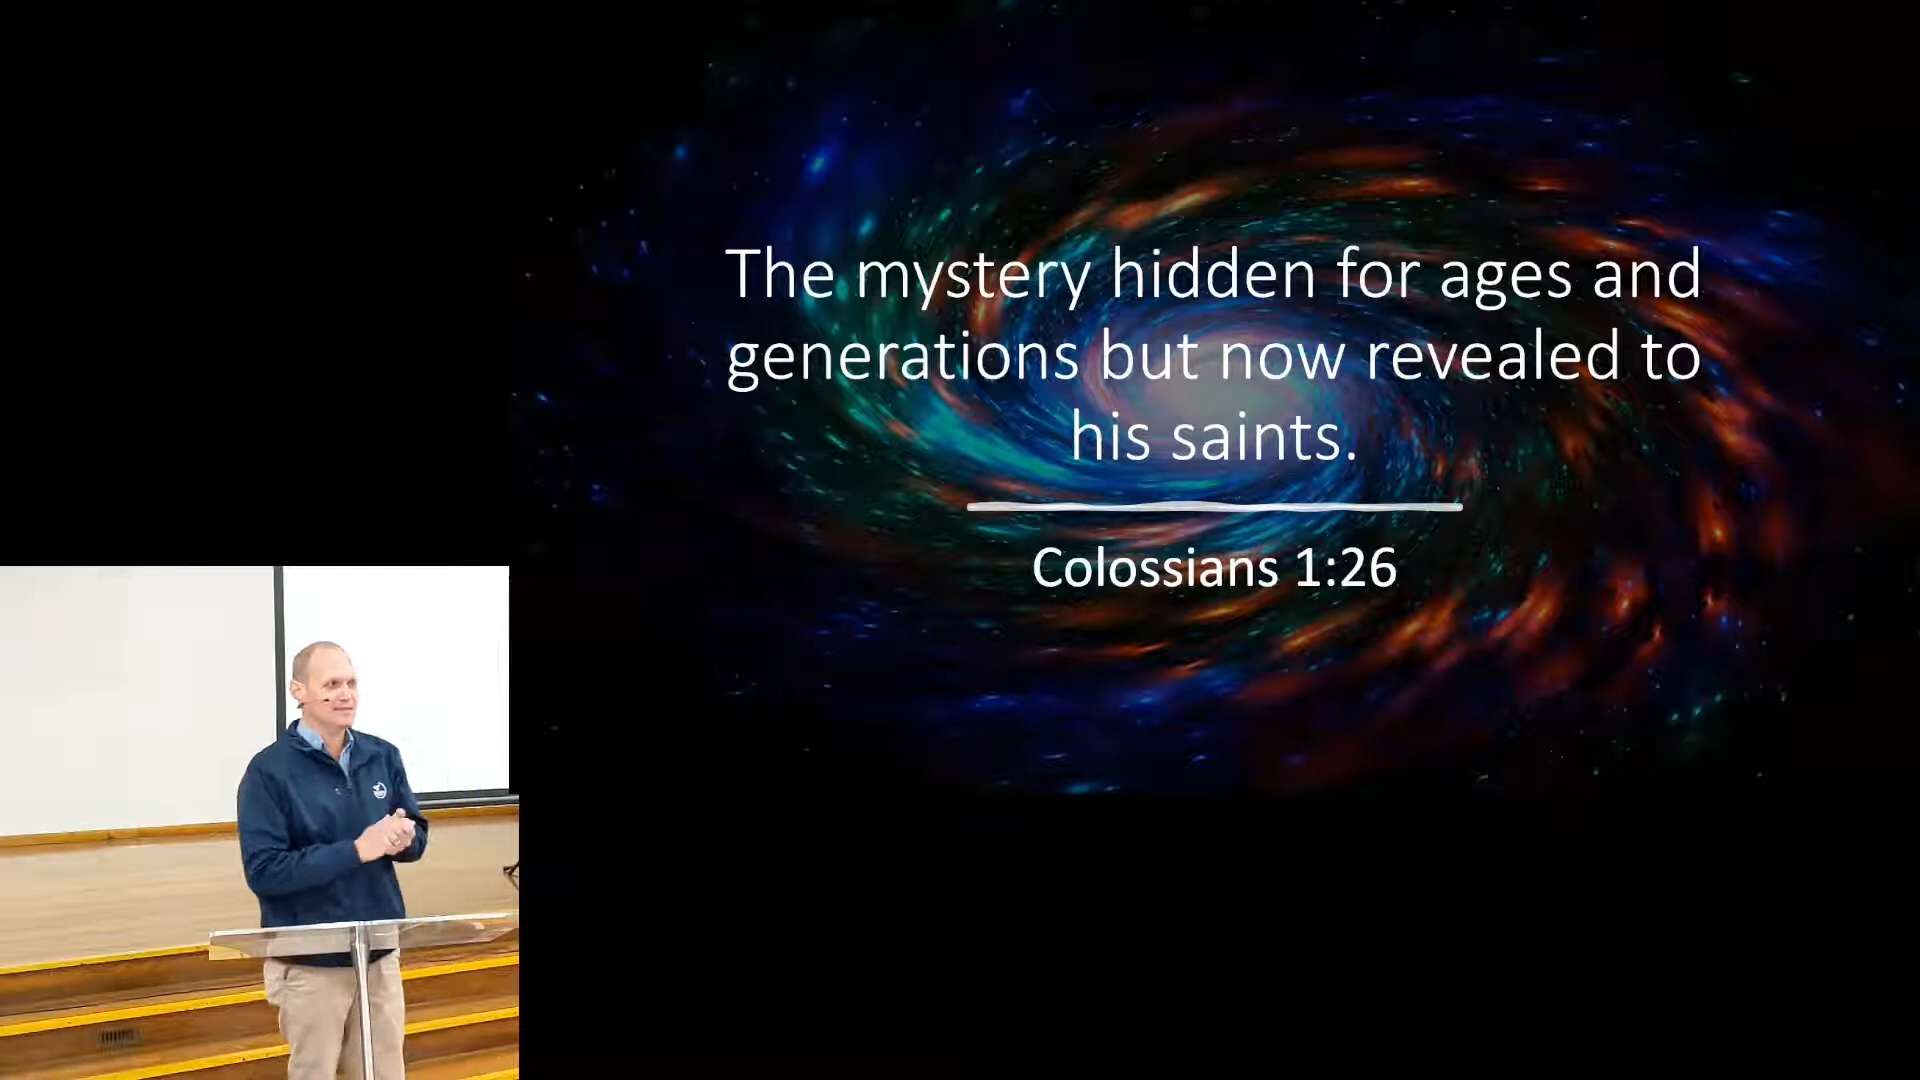 The mystery hidden for ages and
generations but now revealed to
his saints.
Colossians 1:26